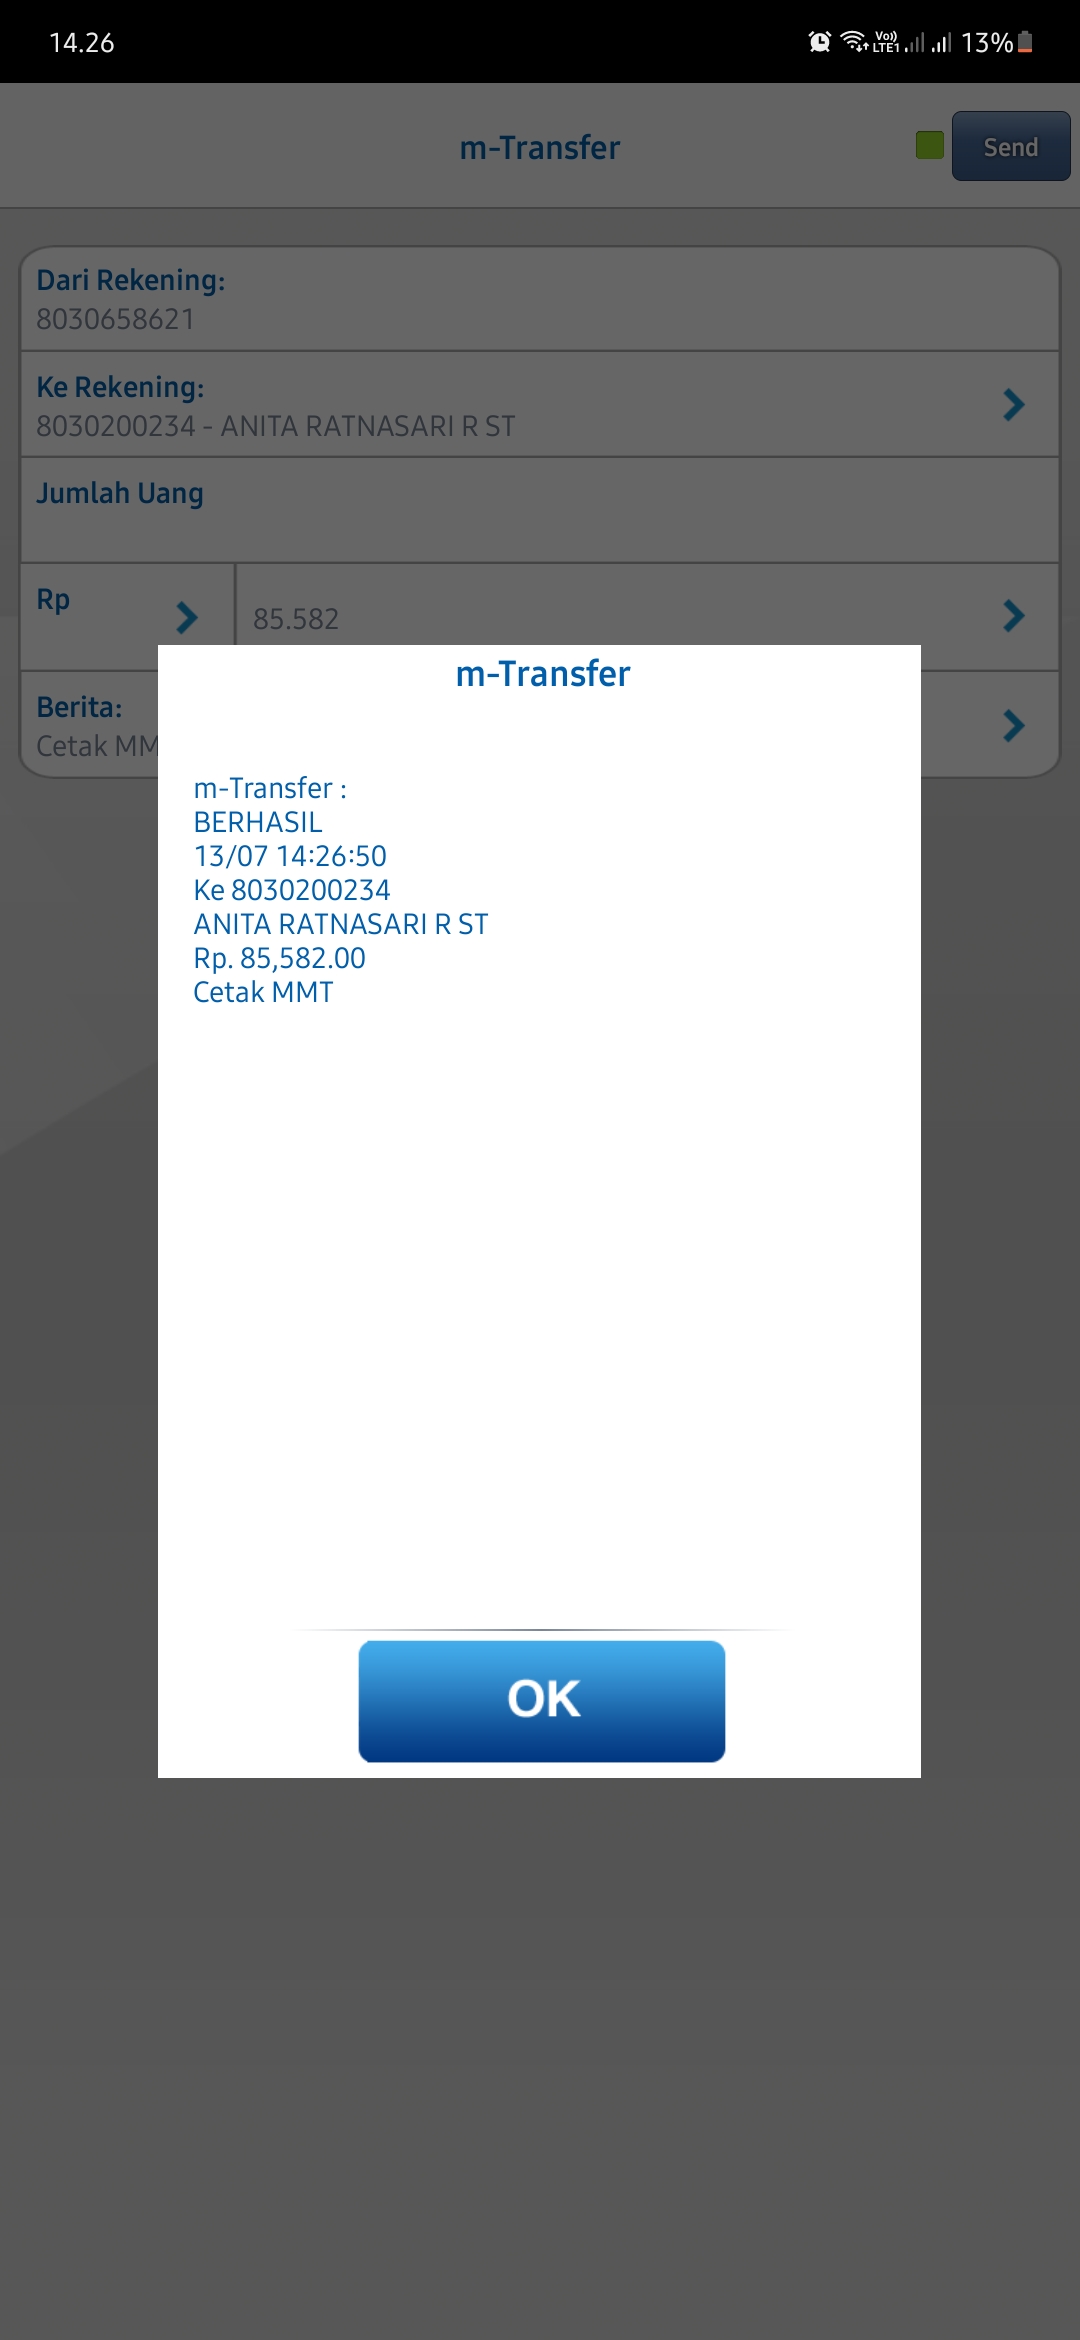 14.26
Vo)) LTE1 13%
m-Transfer
Send
Dari Rekening:
8030658621
Ke Rekening:
8030200234 - ANITA RATNASARI R ST
Jumlah Uang
Rp
85.582
Berita:
Cetak MM
m-Transfer
m-Transfer :
BERHASIL
13/07 14:26:50
Ke 8030200234
ANITA RATNASARI R ST
Rp. 85,582.00
Cetak MMT
OK